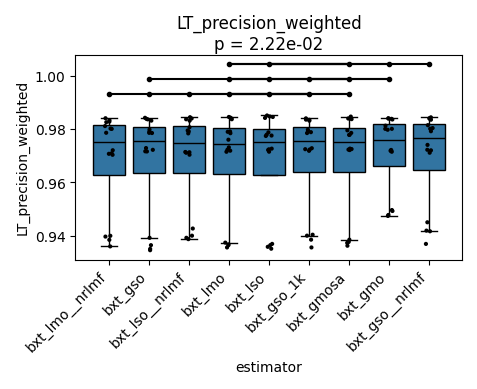 LT_precision_weighted
p = 2.22e-02
LT_precision_weighted
1.00
0.98
0.96
0.94
bxt_lmo__nrlmf
bxt_gso
bxt_lso__nrlmf
bxt_lmo
bxt_lso
bxt_gso_1k
bxt_gmosa
bxt_gmo
bxt_gso__nrlmf
estimator